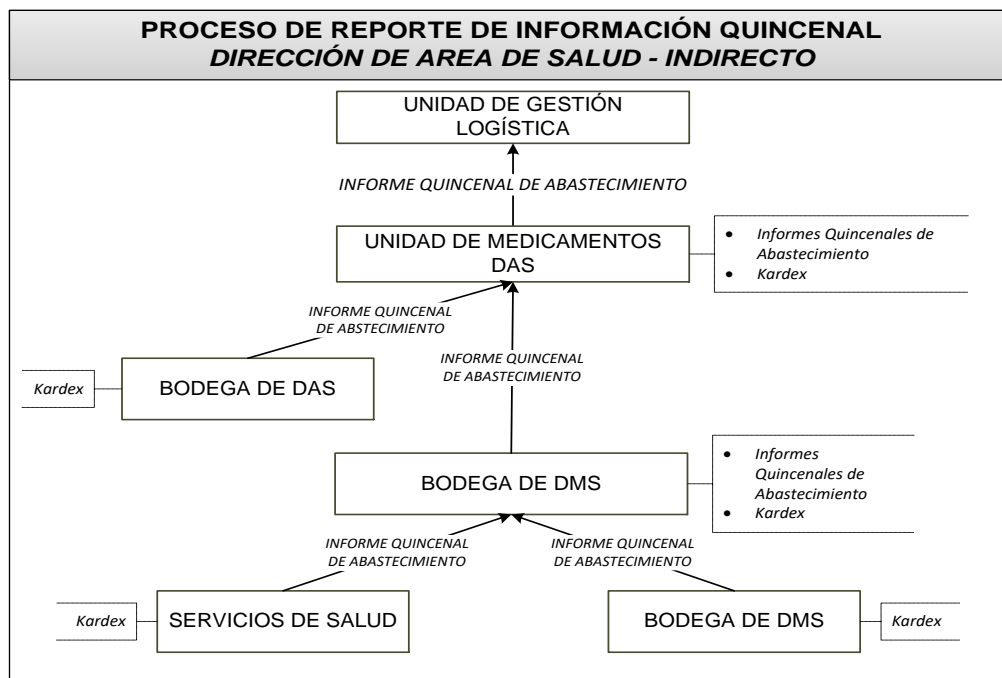 PROCESO DE REPORTE DE INFORMACIÓN QUINCENAL
DIRECCIÓN DE AREA DE SALUD - INDIRECTO
UNIDAD DE GESTIÓN
LOGÍSTICA
INFORME QUINCENAL DE ABASTECIMIENTO
UNIDAD DE MEDICAMENTOS
DAS
• Informes Quincenales de
Abastecimiento
• Kardex
INFORME QUINCENAL
DE ABSTECIMIENTO
INFORME QUINCENAL
DE ABASTECIMIENTO
Kardex
BODEGA DE DAS
BODEGA DE DMS
• Informes
Quincenales de
Abastecimiento
• Kardex
INFORME QUINCENAL
DE ABASTECIMIENTO
INFORME QUINCENAL
DE ABASTECIMIENTO
Kardex
SERVICIOS DE SALUD
BODEGA DE DMS
Kardex